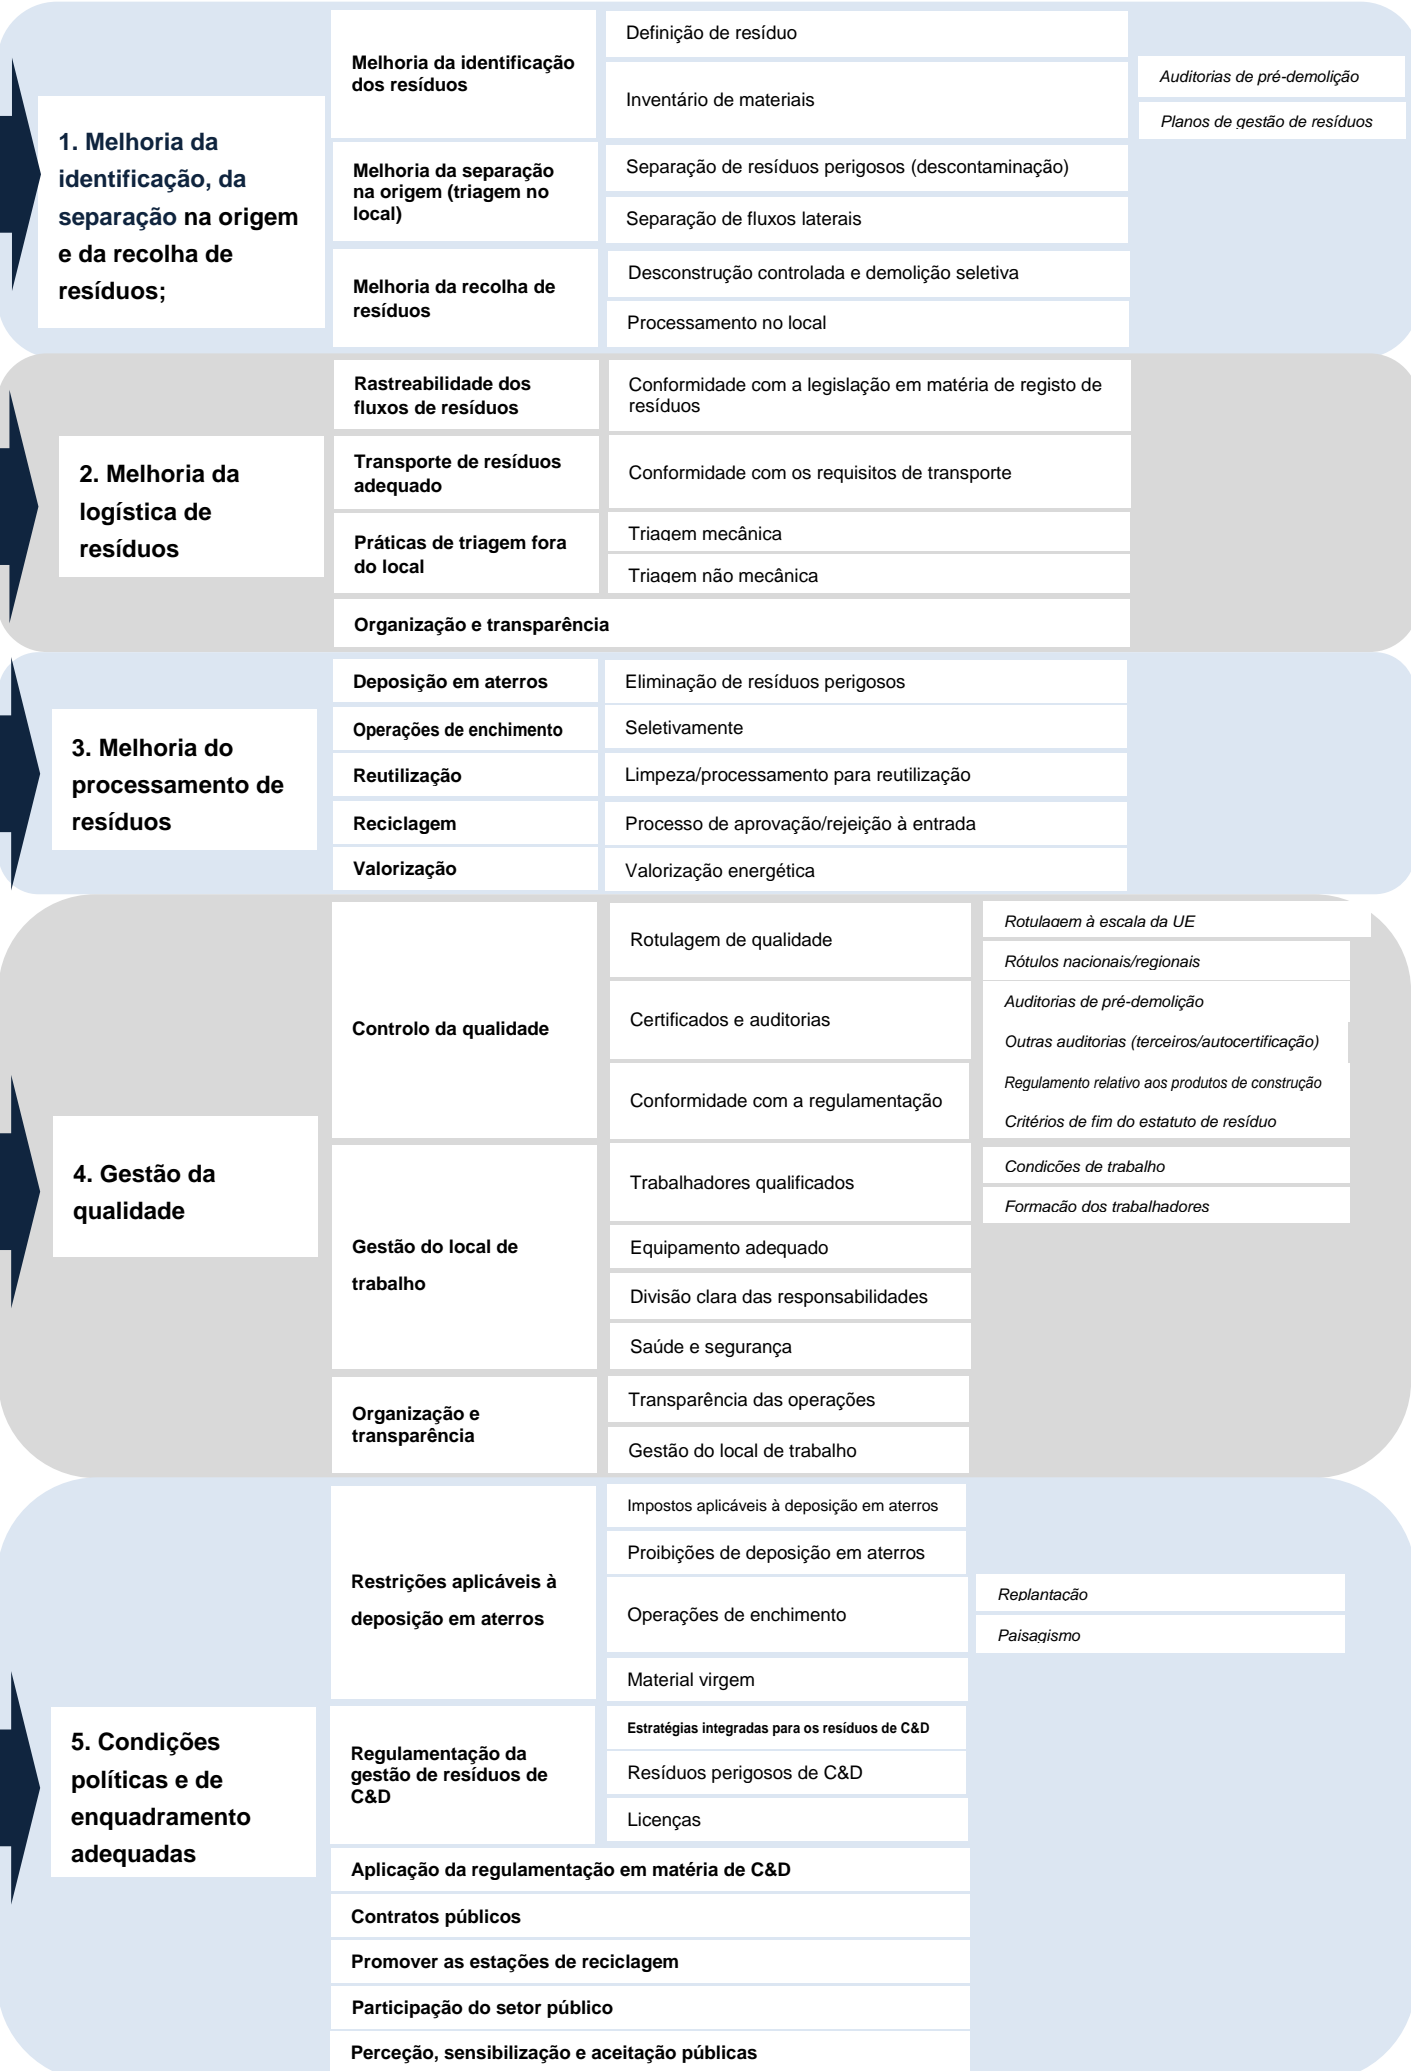 1. Melhoria da
identificação, da
separação na origem
e da recolha de
resíduos;
Melhoria da identificação
dos resíduos
Definição de resíduo
Inventário de materiais
Auditorias de pré-demolição
Planos de gestão de resíduos
Melhoria da separação
na origem (triagem no
local)
Separação de resíduos perigosos (descontaminação)
Separação de fluxos laterais
Melhoria da recolha de
resíduos
Desconstrução controlada e demolição seletiva
Processamento no local
2. Melhoria da
logística de
resíduos
Rastreabilidade dos
fluxos de resíduos
Conformidade com a legislação em matéria de registo de
resíduos
Transporte de resíduos
adequado
Conformidade com os requisitos de transporte
Práticas de triagem fora
do local
Triagem mecânica
Triagem não mecânica
Organização e transparência
3. Melhoria do
processamento de
resíduos
Deposição em aterros
Eliminação de resíduos perigosos
Operações de enchimento
Seletivamente
Reutilização
Limpeza/processamento para reutilização
Reciclagem
Processo de aprovação/rejeição à entrada
Valorização
Valorização energética
4. Gestão da
qualidade
Controlo da qualidade
Rotulagem de qualidade
Rotulagem à escala da UE
Rótulos nacionais/regionais
Certificados e auditorias
Auditorias de pré-demolição
Outras auditorias (terceiros/autocertificação)
Conformidade com a regulamentação
Regulamento relativo aos produtos de construção
Critérios de fim do estatuto de resíduo
Gestão do local de
trabalho
Trabalhadores qualificados
Condições de trabalho
Formação dos trabalhadores
Equipamento adequado
Divisão clara das responsabilidades
Saúde e segurança
Organização e
transparência
Transparência das operações
Gestão do local de trabalho
5. Condições
políticas e de
enquadramento
adequadas
Restrições aplicáveis à
deposição em aterros
Impostos aplicáveis à deposição em aterros
Proibições de deposição em aterros
Operações de enchimento
Replantação
Paisagismo
Material virgem
Regulamentação da
gestão de resíduos de
C&D
Estratégias integradas para os resíduos de C&D
Resíduos perigosos de C&D
Licenças
Aplicação da regulamentação em matéria de C&D
Contratos públicos
Promover as estações de reciclagem
Participação do setor público
Perceção, sensibilização e aceitação públicas